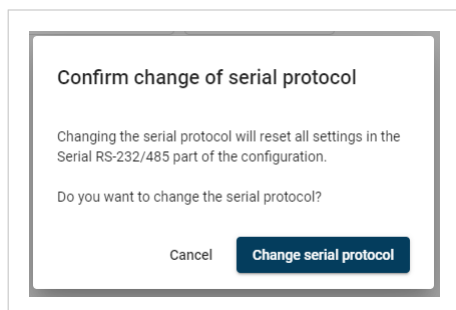 Confirm change of serial protocol
Changing the serial protocol will reset all settings in the
Serial RS-232/485 part of the configuration.
Do you want to change the serial protocol?
Cancel
Change serial protocol